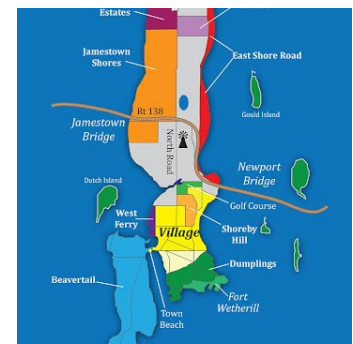 Estates
Jamestown
Shores
East Shore Road
Rt 138
Gould Island
Jamestown
Bridge
North Road
Newport
Bridge
Dutch Island
Golf Course
West
Ferry
Village
Shoreby
Hill
Dumplings
Beavertail
Fort
Wetherill
Town
Beach